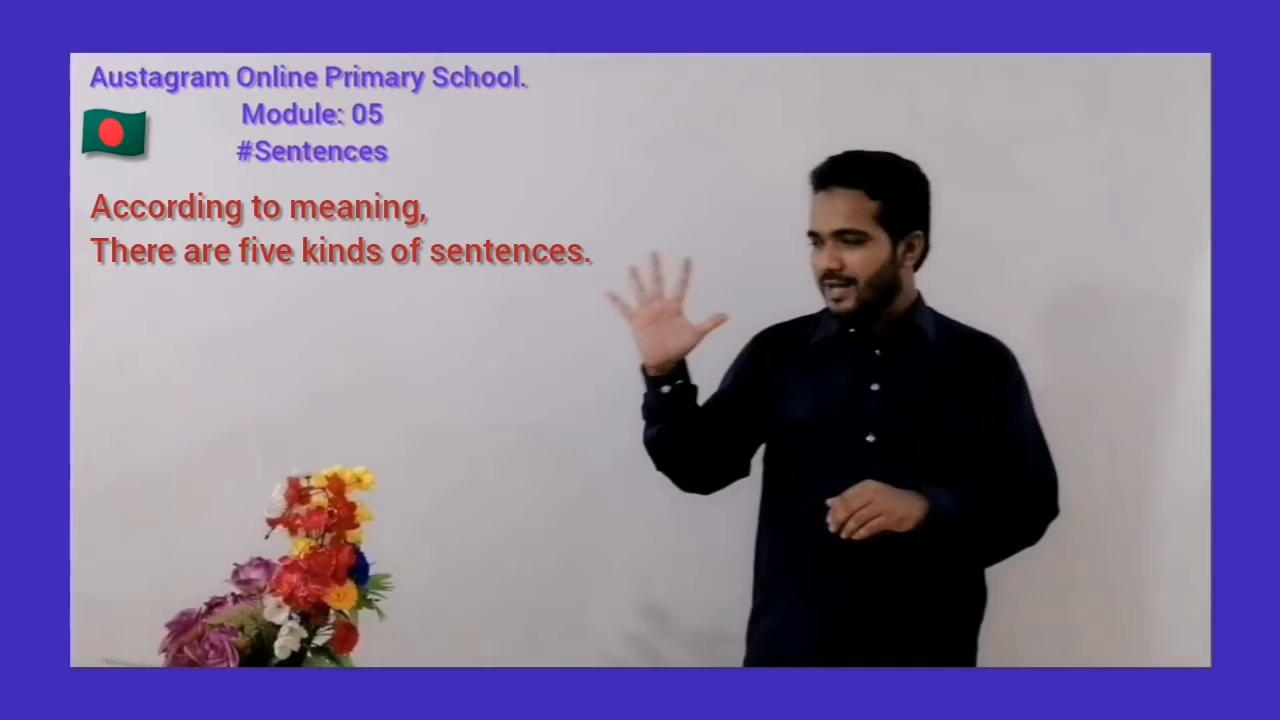 Austagram Online Primary School.
Module: 05
#Sentences
According to meaning,
There are five kinds of sentences.